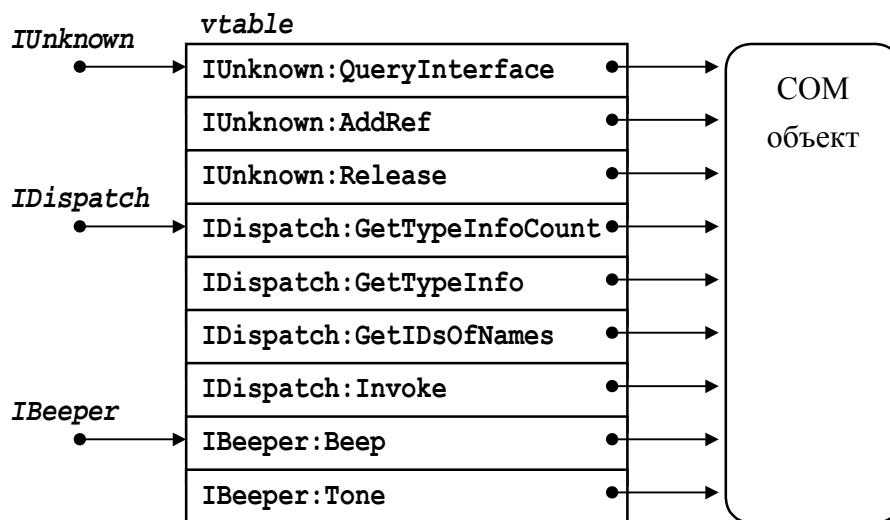 vtable
IUnknown
IUnknown:QueryInterface
COM
объект
IUnknown:AddRef
IUnknown:Release
IDispatch
IDispatch:GetTypeInfoCount
IDispatch:GetTypeInfo
IDispatch:GetIDsOfNames
IDispatch:Invoke
IBeeper
IBeeper:Beep
IBeeper:Tone